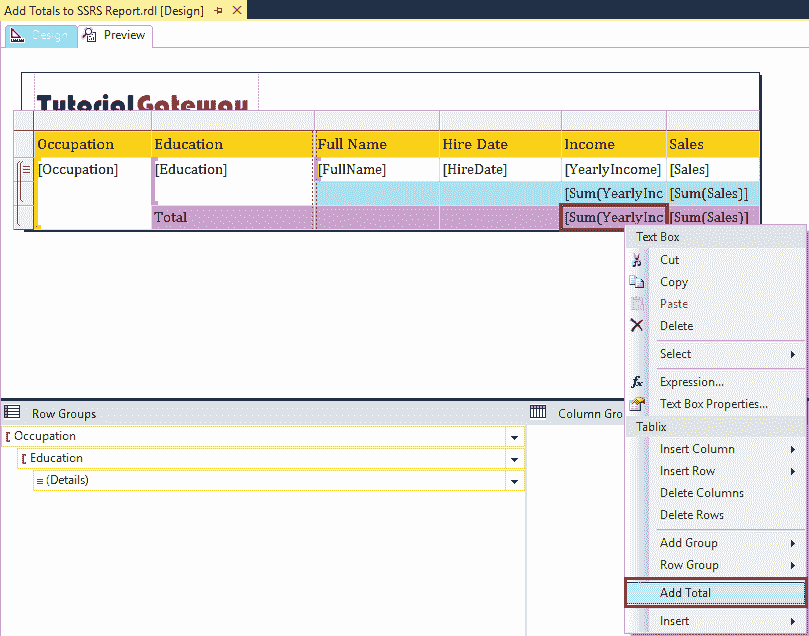 Add Totals to SSRS Report.rdl [Design]
Design Preview
Tutorial Gateway
Occupation Education Full Name Hire Date Income Sales
[Occupation] [Education] [FullName] [HireDate] [YearlyIncome] [Sales]
[Sum(YearlyInc [Sum(Sales)]
Total [Sum(YearlyInc [Sum(Sales)]
Text Box
Cut
Copy
Paste
Delete
Select
Expression...
Text Box Properties...
Tablix
Insert Column
Insert Row
Delete Columns
Delete Rows
Add Group
Row Group
Add Total
Insert
Row Groups
Column Gro
Occupation
Education
(Details)